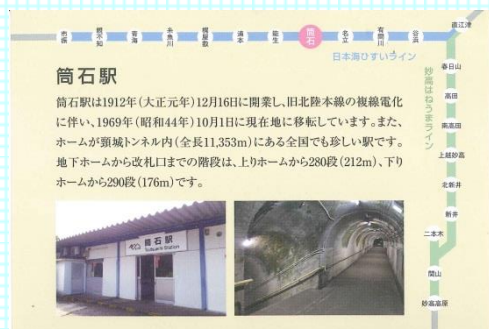 市振
親不知
青海
糸魚川
梶屋敷
浦本
能生
筒石
名立
有間川
谷浜
直江津
日本海ひすいライン
妙高はねうまライン
春日山
高田
南高田
上越妙高
北新井
新井
二本木
関山
妙高高原
筒石駅
筒石駅は1912年(大正元年)12月16日に開業し、旧北陸本線の複線電化
に伴い、1969年(昭和44年)10月1日に現在地に移転しています。また、
ホームが頸城トンネル内(全長11,353m)にある全国でも珍しい駅です。
地下ホームから改札口までの階段は、上りホームから280段(212m)、下り
ホームから290段(176m)です。
筒石駅
Tsutsuishi Station